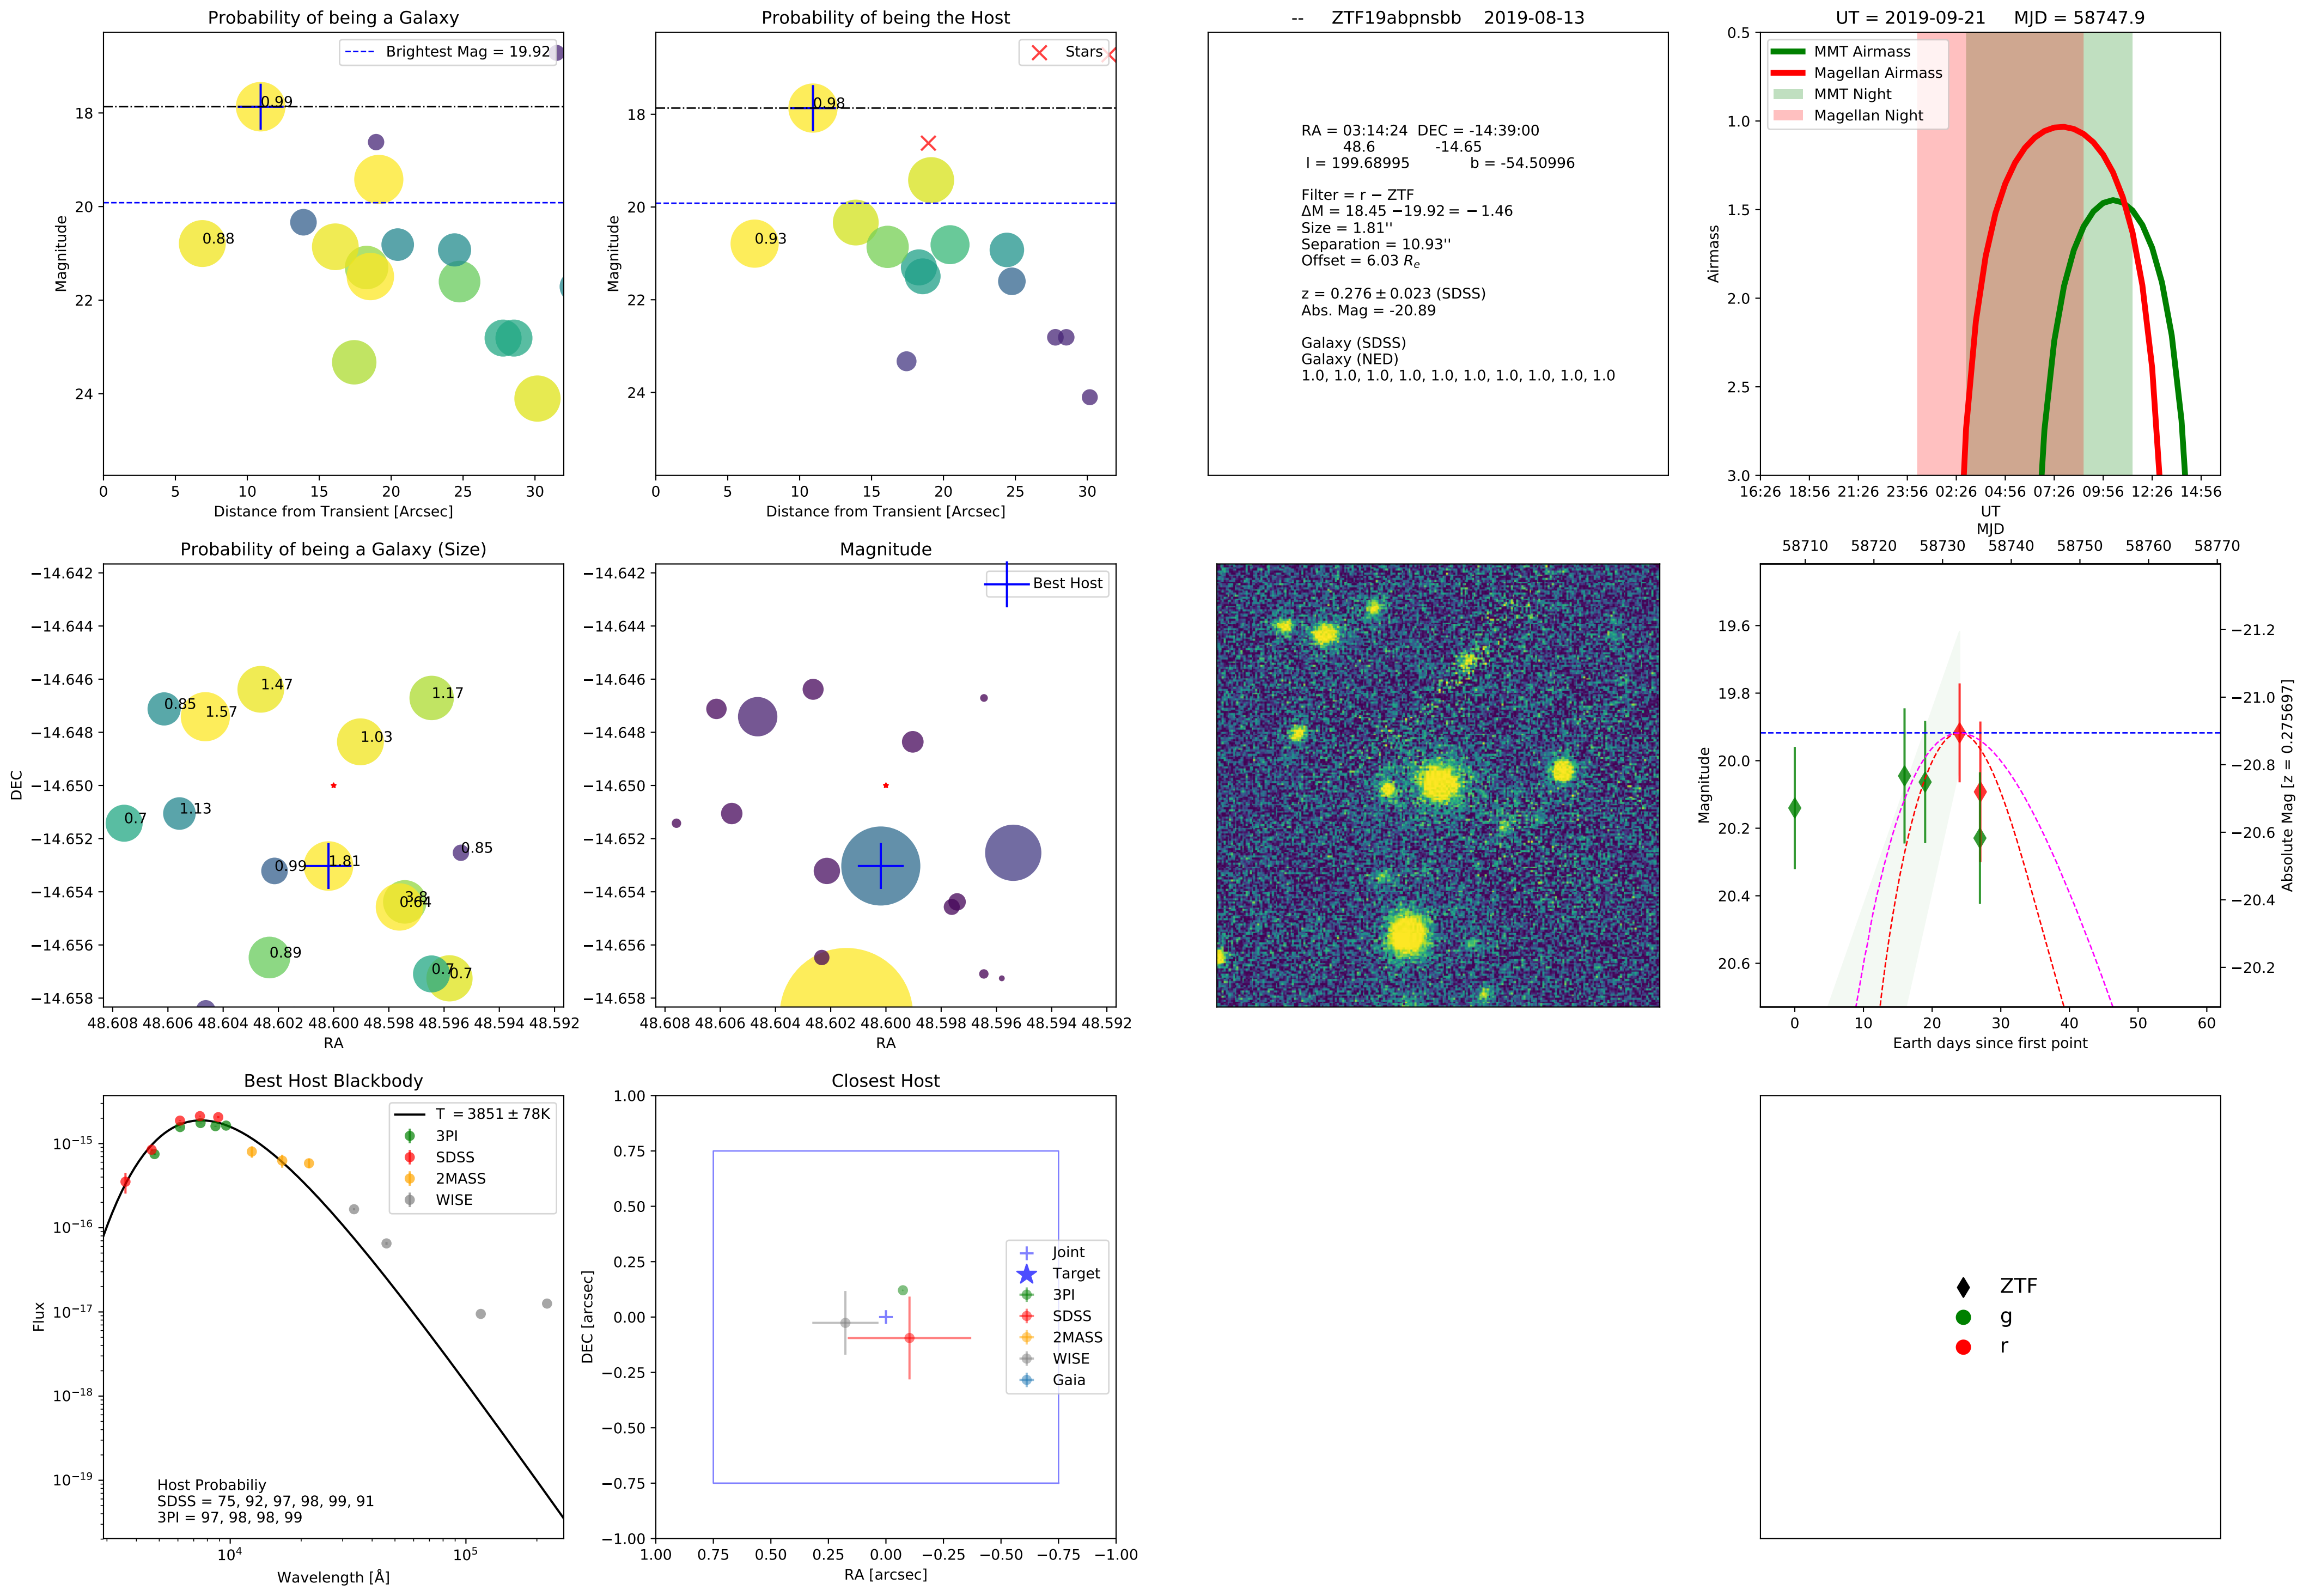 Probability of being a Galaxy
Brightest Mag = 19.92
0.99
0.88
18
20
22
24
Magnitude
0 5 10 15 20 25 30
Distance from Transient [Arcsec]
Probability of being the Host
Stars
0.98
0.93
18
20
22
24
Magnitude
0 5 10 15 20 25 30
Distance from Transient [Arcsec]
-- ZTF19abpnsbb 2019-08-13
RA = 03:14:24 DEC = -14:39:00
48.6 -14.65
l = 199.68995 b = -54.50996
Filter = r − ZTF
ΔM = 18.45 −19.92 = −1.46
Size = 1.81''
Separation = 10.93''
Offset = 6.03 Re
z = 0.276 ± 0.023 (SDSS)
Abs. Mag = -20.89
Galaxy (SDSS)
Galaxy (NED)
1.0, 1.0, 1.0, 1.0, 1.0, 1.0, 1.0, 1.0, 1.0, 1.0
UT = 2019-09-21 MJD = 58747.9
MMT Airmass
Magellan Airmass
MMT Night
Magellan Night
0.5
1.0
1.5
2.0
2.5
3.0
Airmass
16:26 18:56 21:26 23:56 02:26 04:56 07:26 09:56 12:26 14:56
UT
Probability of being a Galaxy (Size)
−14.642
−14.644
−14.646
−14.648
−14.650
−14.652
−14.654
−14.656
−14.658
DEC
1.47
1.17
0.85
1.57
1.03
1.13
0.7
0.85
1.81
0.99
3.8
0.64
0.89
0.7
0.7
48.608 48.606 48.604 48.602 48.600 48.598 48.596 48.594 48.592
RA
Magnitude
Best Host
−14.642
−14.644
−14.646
−14.648
−14.650
−14.652
−14.654
−14.656
−14.658
48.608 48.606 48.604 48.602 48.600 48.598 48.596 48.594 48.592
RA
MJD
58710 58720 58730 58740 58750 58760 58770
19.6
19.8
20.0
20.2
20.4
20.6
Magnitude
−21.2
−21.0
−20.8
−20.6
−20.4
−20.2
Absolute Mag [z = 0.275697]
0 10 20 30 40 50 60
Earth days since first point
Best Host Blackbody
T = 3851 ± 78K
3PI
SDSS
2MASS
WISE
10−15
10−16
10−17
10−18
10−19
Flux
Host Probabiliy
SDSS = 75, 92, 97, 98, 99, 91
3PI = 97, 98, 98, 99
104 105
Wavelength [Å]
Closest Host
1.00
0.75
0.50
0.25
0.00
−0.25
−0.50
−0.75
−1.00
DEC [arcsec]
Joint
Target
3PI
SDSS
2MASS
WISE
Gaia
1.00 0.75 0.50 0.25 0.00 −0.25 −0.50 −0.75 −1.00
RA [arcsec]
ZTF
g
r